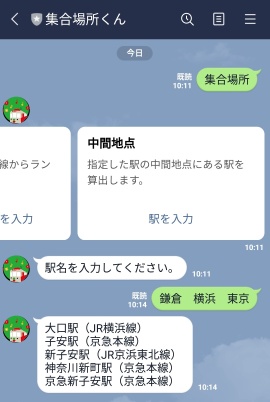 集合場所くん
今日
既読
10:11
集合場所
線からラン
を入力
中間地点
指定した駅の中間地点にある駅を
算出します。
駅を入力
10:11
駅名を入力してください。
10:11
既読
10:14
鎌倉　横浜　東京
大口駅（JR横浜線）
子安駅（京急本線）
新子安駅（JR京浜東北線）
神奈川新町駅（京急本線）
京急新子安駅（京急本線）
10:14